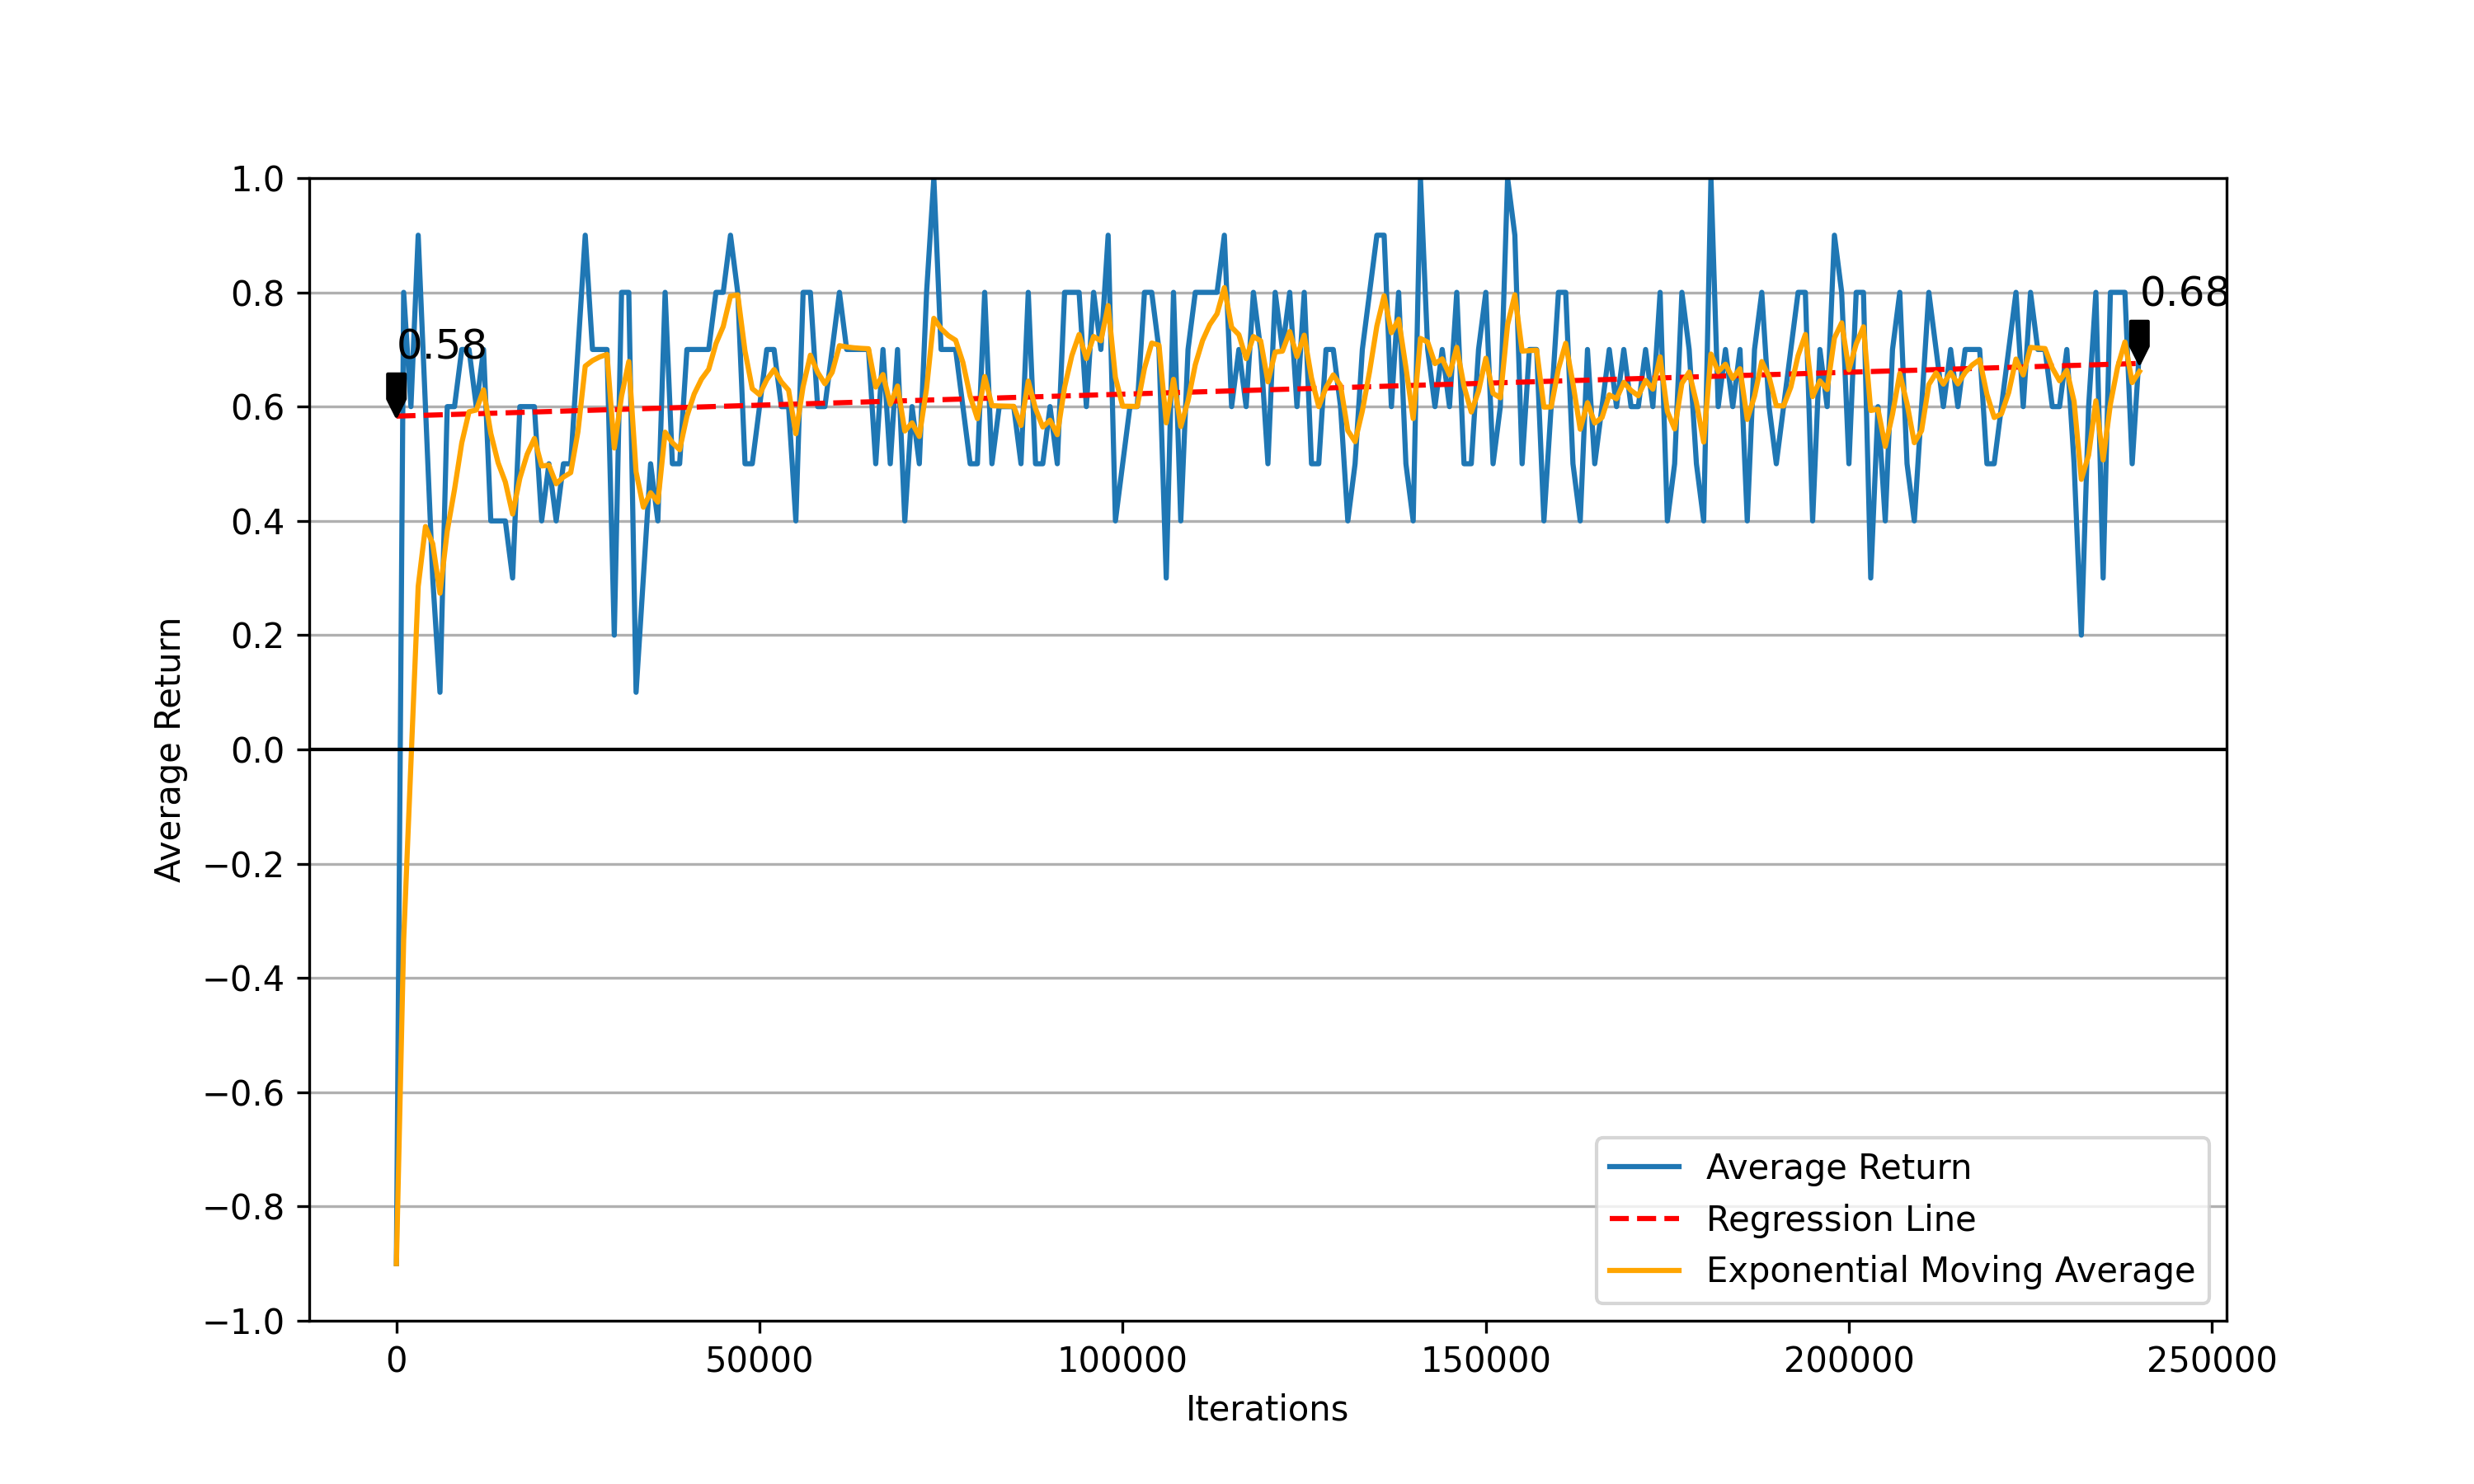 1.0
0.8
0.6
0.4
0.2
0.0
−0.2
−0.4
−0.6
−0.8
−1.0
Average Return
0.58
0.68
Average Return
Regression Line
Exponential Moving Average
0 50000 100000 150000 200000 250000
Iterations